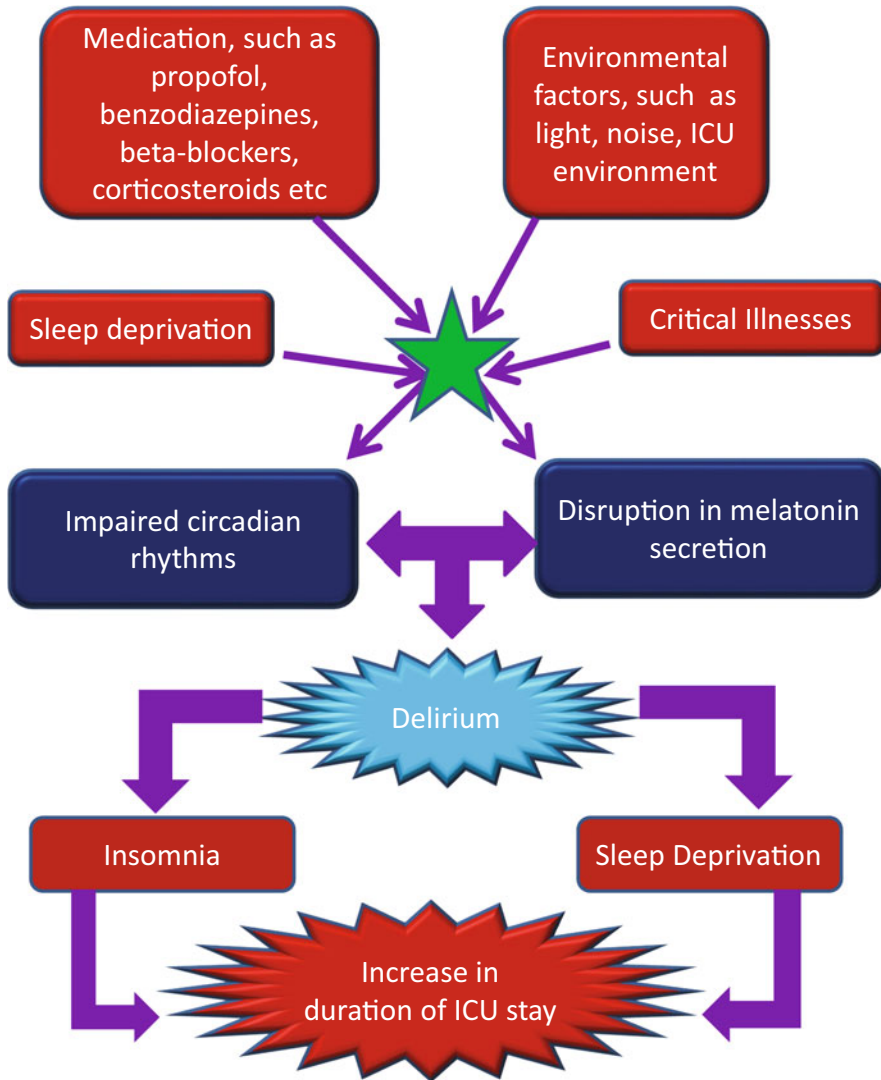 Medication, such as
propofol,
benzodiazepines,
beta-blockers,
corticosteroids etc
Environmental
factors, such as
light, noise, ICU
environment
Sleep deprivation
Critical Illnesses
Impaired circadian
rhythms
Disruption in melatonin
secretion
Delirium
Insomnia
Sleep Deprivation
Increase in
duration of ICU stay